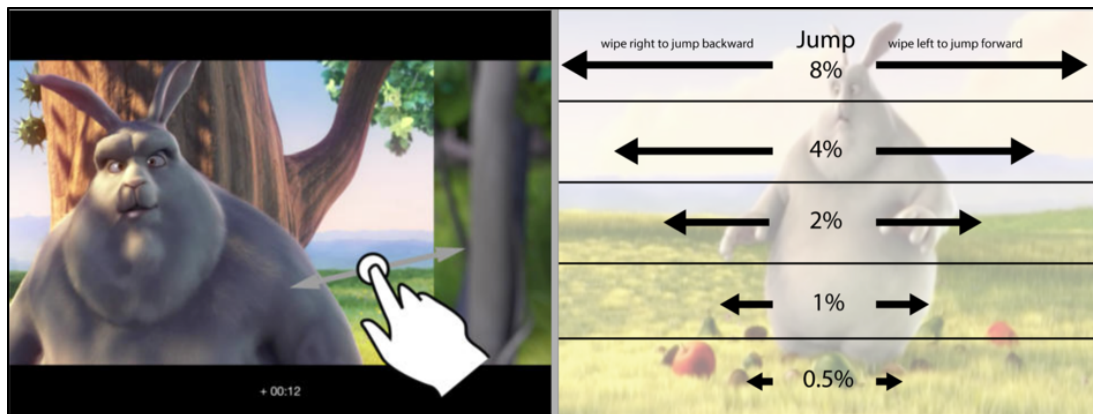 + 00:12
Jump
wipe right to jump backward
wipe left to jump forward
8%
4%
2%
1%
0.5%